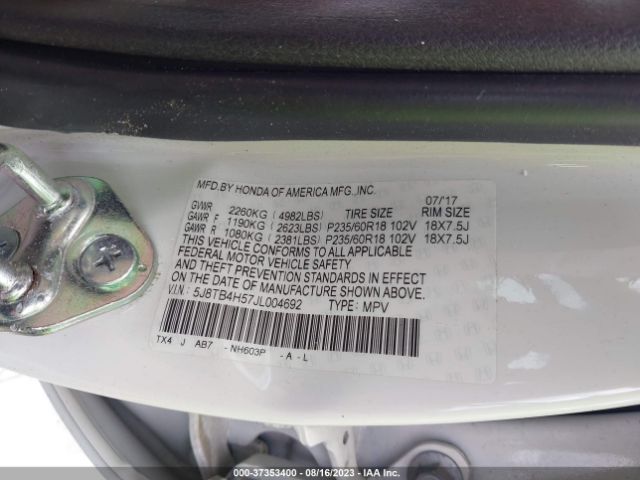 MFD. BY HONDA OF AMERICA MFG., INC. 07/17
GVWR 2260KG ( 4982LBS) TIRE SIZE RIM SIZE
GAWR F 1190KG ( 2623LBS) P235/60R18 102V 18X7.5J
GAWR R 1080KG ( 2381LBS) P235/60R18 102V 18X7.5J
THIS VEHICLE CONFORMS TO ALL APPLICABLE
FEDERAL MOTOR VEHICLE SAFETY
AND THEFT PREVENTION STANDARDS IN EFFECT
ON THE DATE OF MANUFACTURE SHOWN ABOVE.
V.I.N.: 5J8TB4H57JL004692 TYPE: MPV
TX4 J AB7 - NH603P - A - L
000-37353400 - 08/16/2023 - IAA Inc.